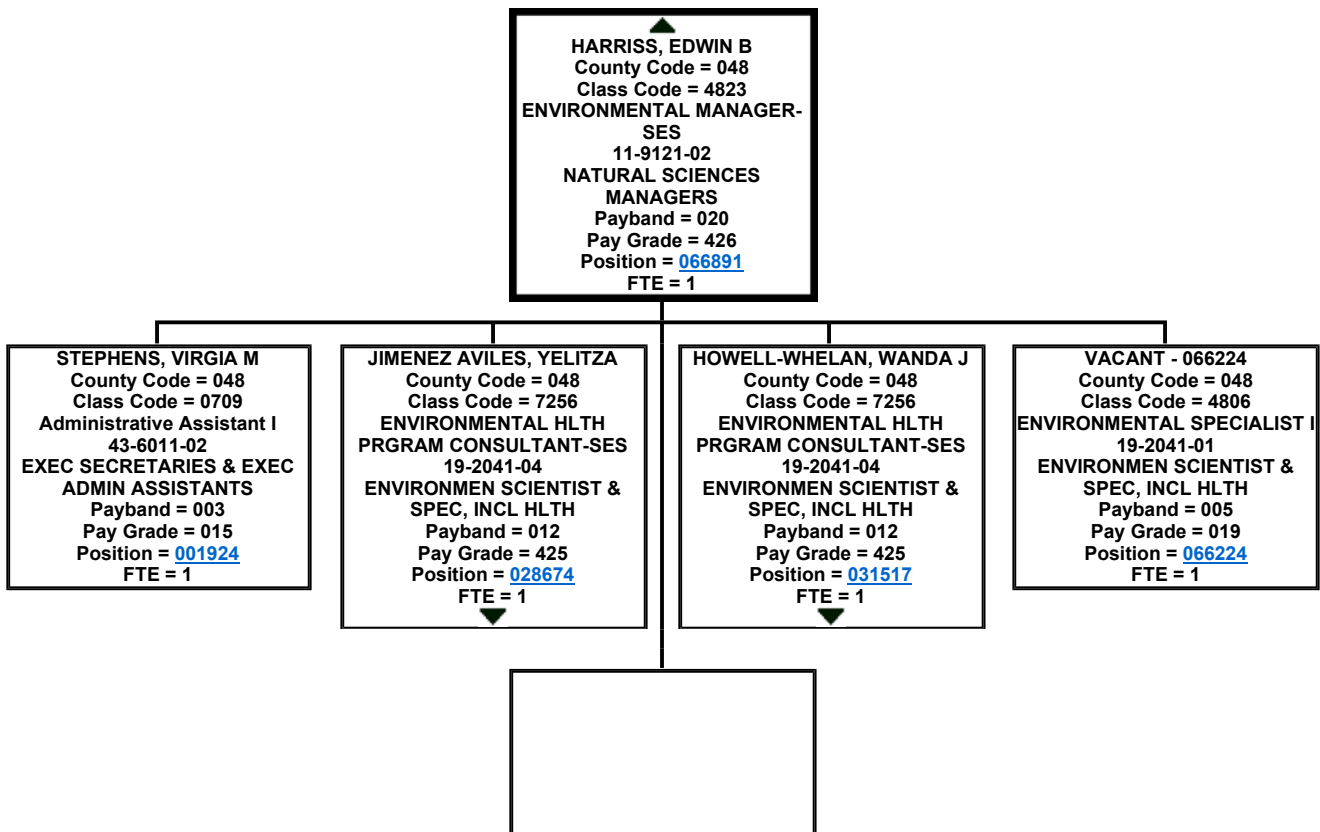 HARRISS, EDWIN B
County Code = 048
Class Code = 4823
ENVIRONMENTAL MANAGER-
SES
11-9121-02
NATURAL SCIENCES
MANAGERS
Payband = 020
Pay Grade = 426
Position = 066891
FTE = 1
STEPHENS, VIRGIA M
County Code = 048
Class Code = 0709
Administrative Assistant I
43-6011-02
EXEC SECRETARIES & EXEC
ADMIN ASSISTANTS
Payband = 003
Pay Grade = 015
Position = 001924
FTE = 1
JIMENEZ AVILES, YELITZA
County Code = 048
Class Code = 7256
ENVIRONMENTAL HLTH
PRGRAM CONSULTANT-SES
19-2041-04
ENVIRONMEN SCIENTIST &
SPEC, INCL HLTH
Payband = 012
Pay Grade = 425
Position = 028674
FTE = 1
HOWELL-WHELAN, WANDA J
County Code = 048
Class Code = 7256
ENVIRONMENTAL HLTH
PRGRAM CONSULTANT-SES
19-2041-04
ENVIRONMEN SCIENTIST &
SPEC, INCL HLTH
Payband = 012
Pay Grade = 425
Position = 031517
FTE = 1
VACANT - 066224
County Code = 048
Class Code = 4806
ENVIRONMENTAL SPECIALIST I
19-2041-01
ENVIRONMEN SCIENTIST &
SPEC, INCL HLTH
Payband = 005
Pay Grade = 019
Position = 066224
FTE = 1